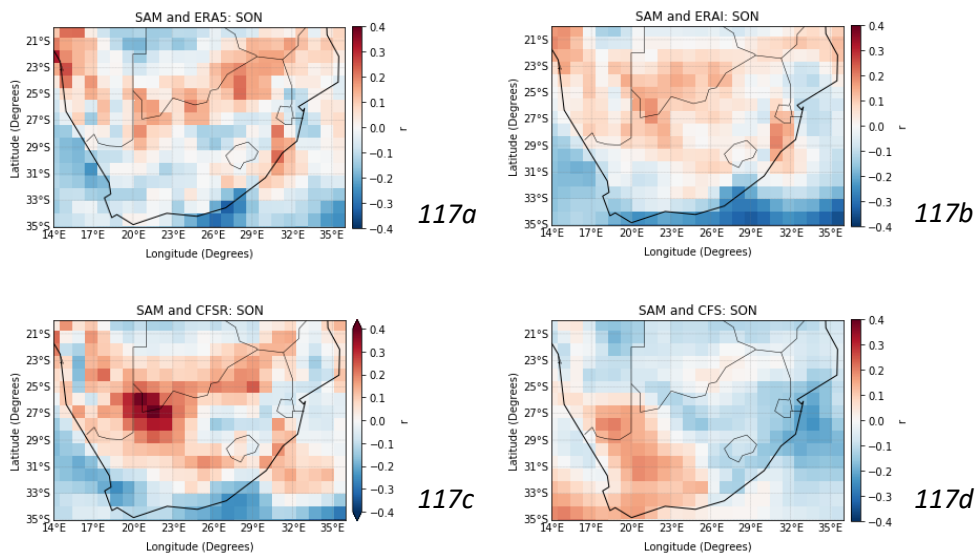 SAM and ERA5: SON
21°S
23°S
25°S
27°S
29°S
31°S
33°S
35°S
14°E 17°E 20°E 23°E 26°E 29°E 32°E 35°E
Latitude (Degrees)
Longitude (Degrees)
0.4
0.3
0.2
0.1
0.0
−0.1
−0.2
−0.3
−0.4
r
117a
SAM and ERAI: SON
21°S
23°S
25°S
27°S
29°S
31°S
33°S
35°S
14°E 17°E 20°E 23°E 26°E 29°E 32°E 35°E
Latitude (Degrees)
Longitude (Degrees)
0.4
0.3
0.2
0.1
0.0
−0.1
−0.2
−0.3
−0.4
r
117b
SAM and CFSR: SON
21°S
23°S
25°S
27°S
29°S
31°S
33°S
35°S
14°E 17°E 20°E 23°E 26°E 29°E 32°E 35°E
Latitude (Degrees)
Longitude (Degrees)
0.4
0.3
0.2
0.1
0.0
−0.1
−0.2
−0.3
−0.4
r
117c
SAM and CFS: SON
21°S
23°S
25°S
27°S
29°S
31°S
33°S
35°S
14°E 17°E 20°E 23°E 26°E 29°E 32°E 35°E
Latitude (Degrees)
Longitude (Degrees)
0.4
0.3
0.2
0.1
0.0
−0.1
−0.2
−0.3
−0.4
r
117d